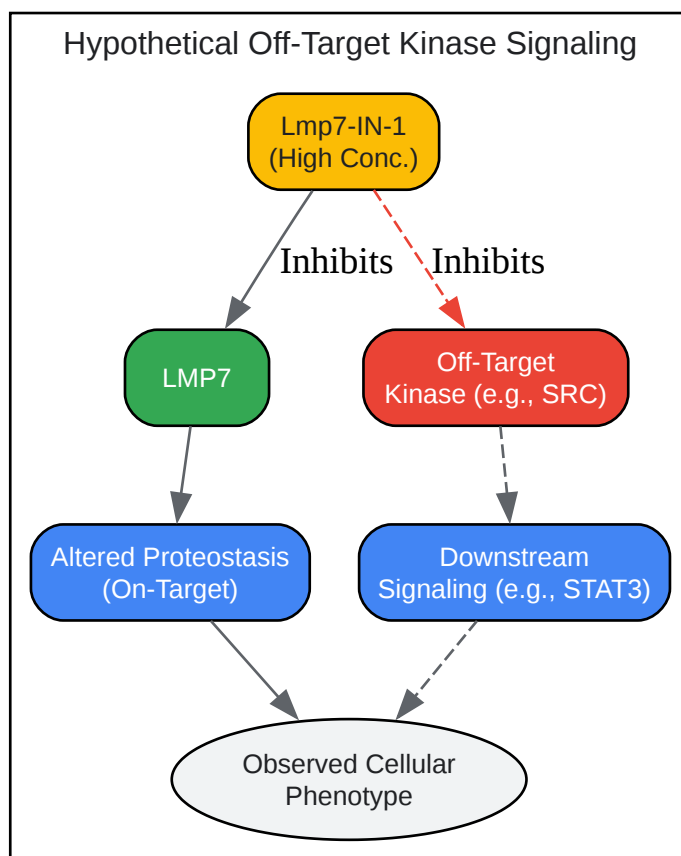 Hypothetical Off-Target Kinase Signaling
Lmp7-IN-1
(High Conc.)
Inhibits
Inhibits
LMP7
Off-Target
Kinase (e.g., SRC)
Altered Proteostasis
(On-Target)
Downstream
Signaling (e.g., STAT3)
Observed Cellular
Phenotype